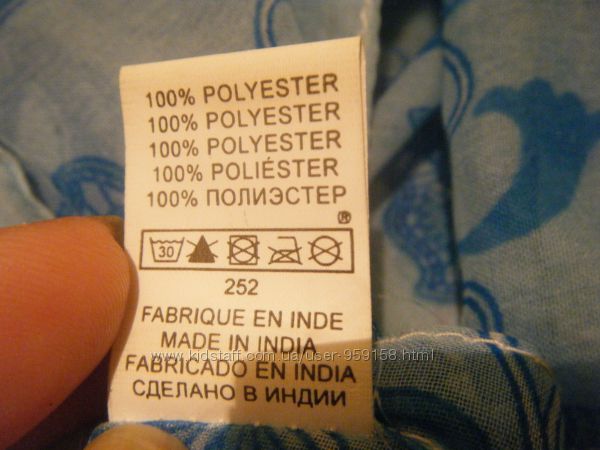 100% POLYESTER
100% POLYESTER
100% POLYESTER
100% POLIÉSTER
100% ПОЛИЭСТЕР
®
30
252
FABRIQUE EN INDE
MADE IN INDIA
www.kidstaff.com.ua/user-959158.html
FABRICADO EN INDIA
СДЕЛАНО В ИНДИИ